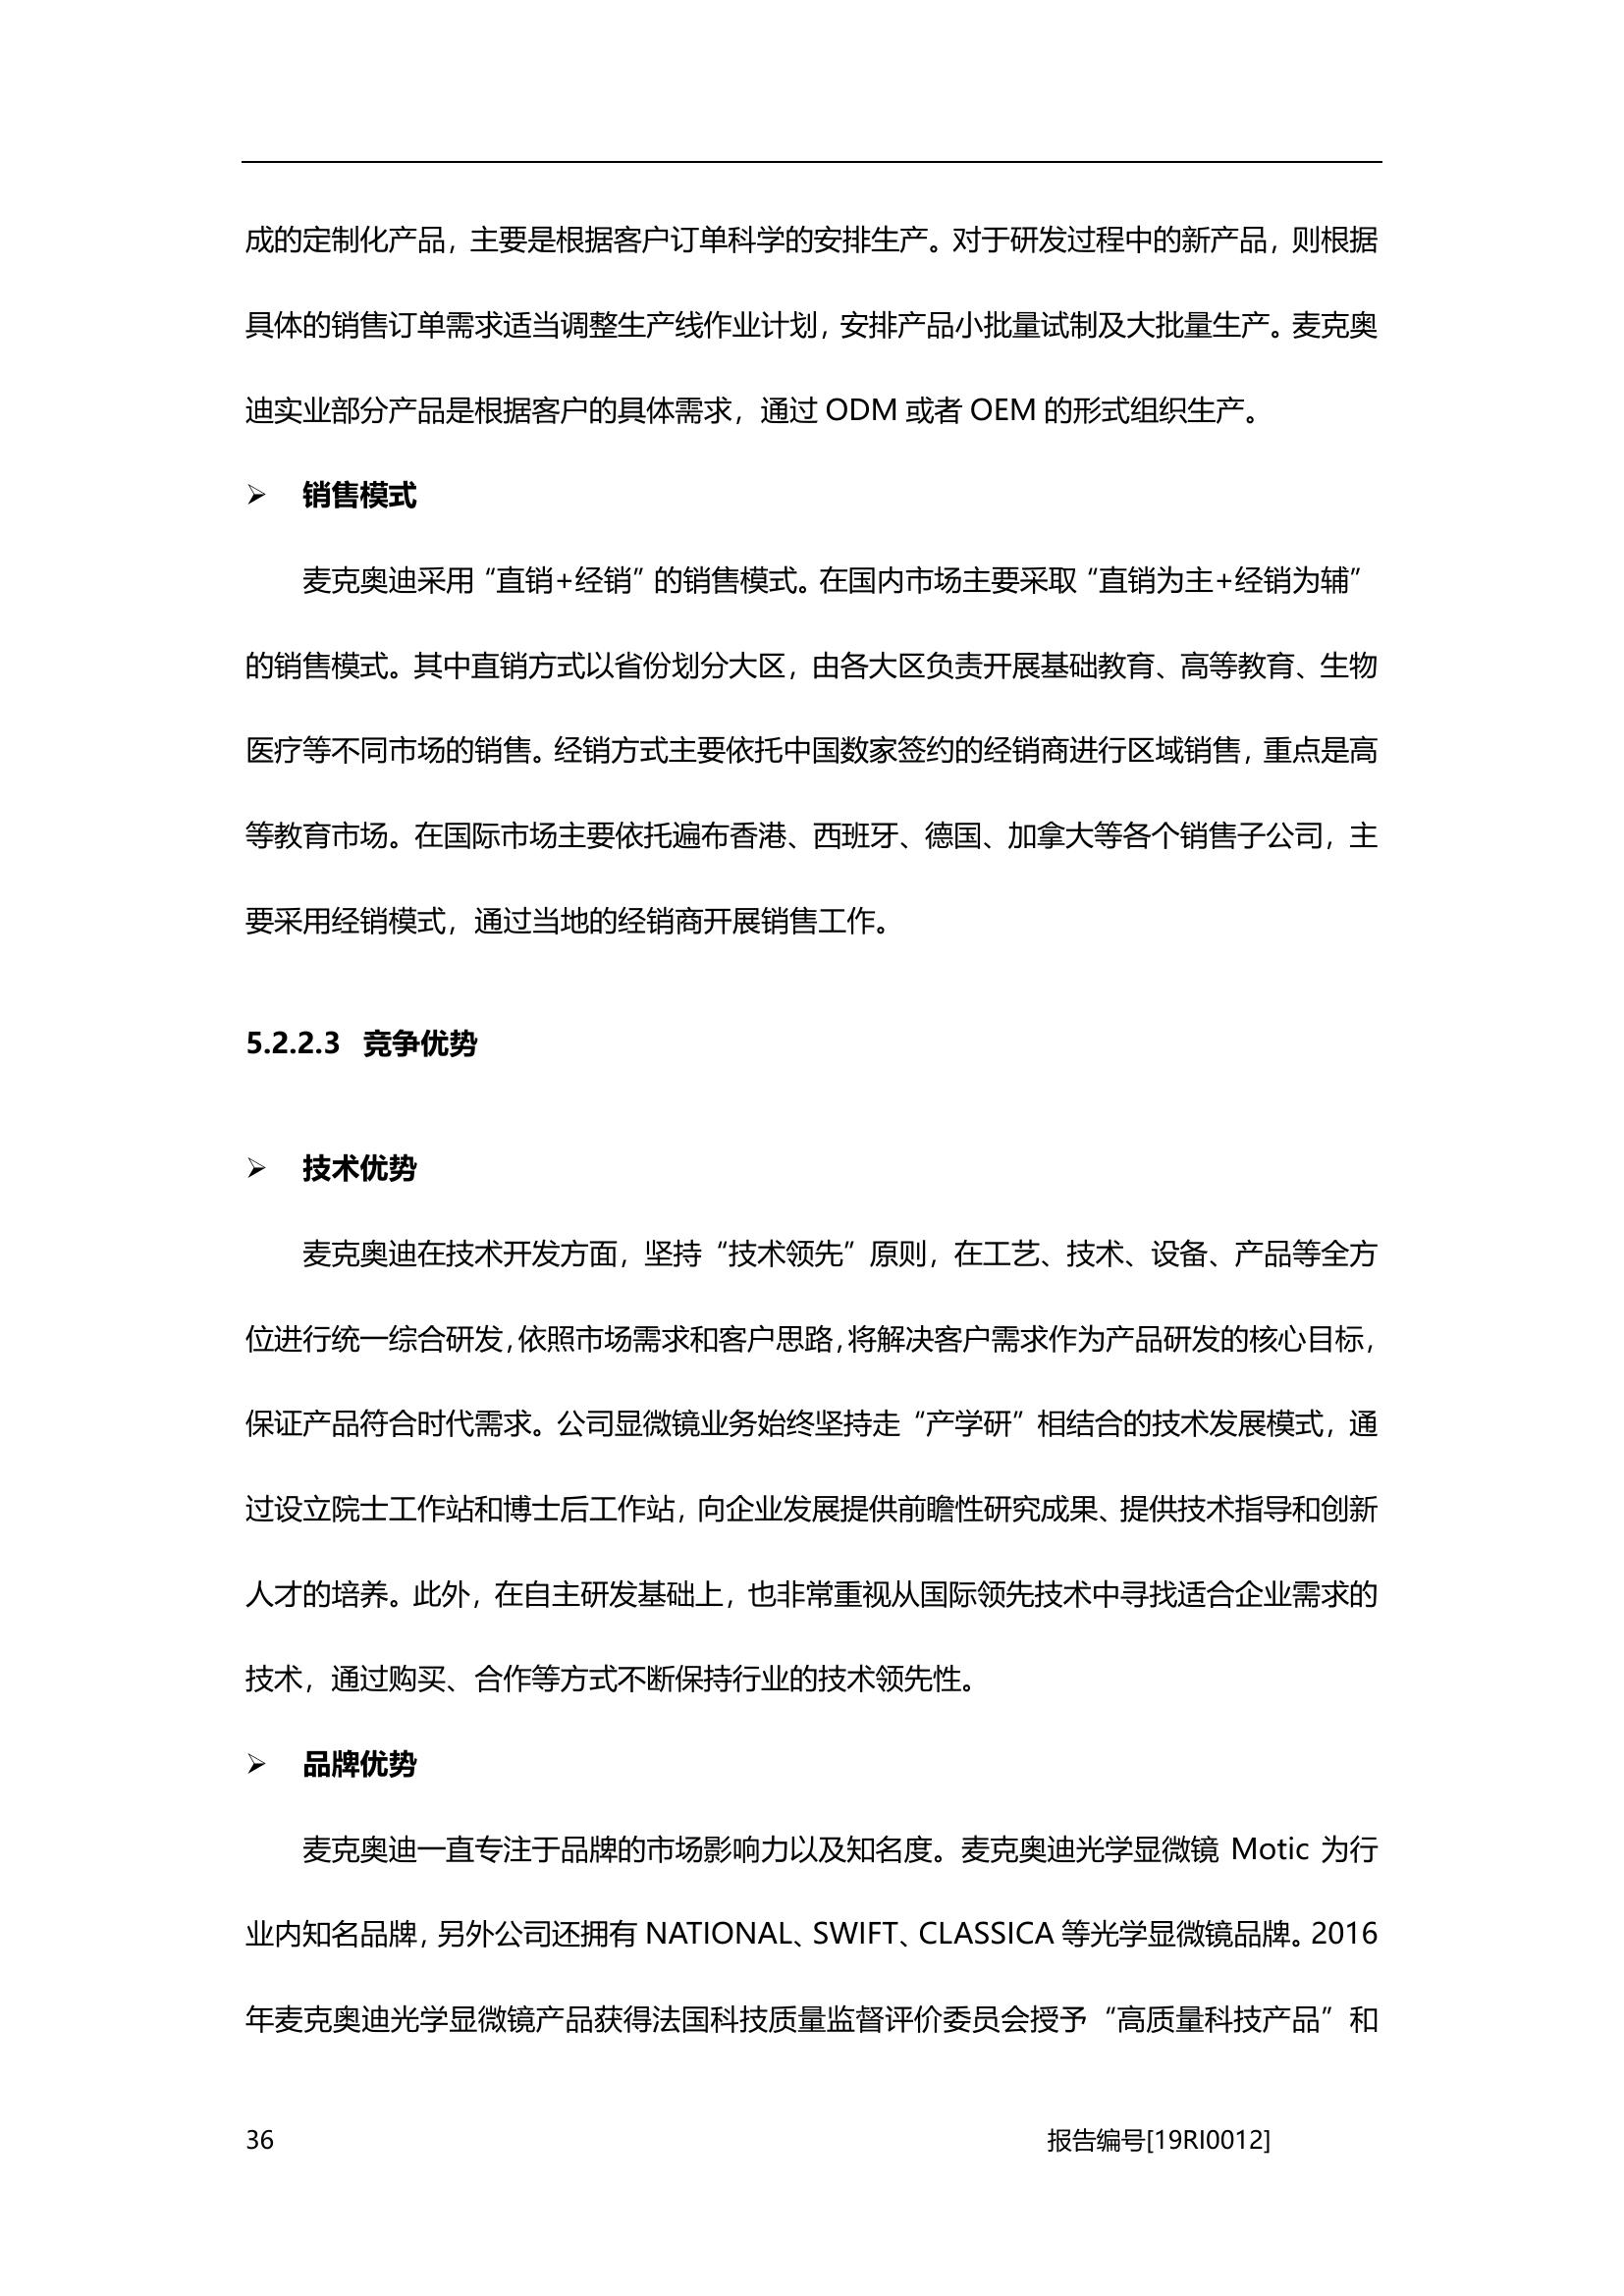 成的定制化产品，主要是根据客户订单科学的安排生产。对于研发过程中的新产品，则根据
具体的销售订单需求适当调整生产线作业计划，安排产品小批量试制及大批量生产。麦克奥
迪实业部分产品是根据客户的具体需求，通过 ODM 或者 OEM 的形式组织生产。
➢ 销售模式
麦克奥迪采用“直销+经销”的销售模式。在国内市场主要采取“直销为主+经销为辅”
的销售模式。其中直销方式以省份划分大区，由各大区负责开展基础教育、高等教育、生物
医疗等不同市场的销售。经销方式主要依托中国数家签约的经销商进行区域销售，重点是高
等教育市场。在国际市场主要依托遍布香港、西班牙、德国、加拿大等各个销售子公司，主
要采用经销模式，通过当地的经销商开展销售工作。
5.2.2.3 竞争优势
➢ 技术优势
麦克奥迪在技术开发方面，坚持“技术领先”原则，在工艺、技术、设备、产品等全方
位进行统一综合研发，依照市场需求和客户思路，将解决客户需求作为产品研发的核心目标，
保证产品符合时代需求。公司显微镜业务始终坚持走“产学研”相结合的技术发展模式，通
过设立院士工作站和博士后工作站，向企业发展提供前瞻性研究成果、提供技术指导和创新
人才的培养。此外，在自主研发基础上，也非常重视从国际领先技术中寻找适合企业需求的
技术，通过购买、合作等方式不断保持行业的技术领先性。
➢ 品牌优势
麦克奥迪一直专注于品牌的市场影响力以及知名度。麦克奥迪光学显微镜 Motic 为行
业内知名品牌，另外公司还拥有 NATIONAL、SWIFT、CLASSICA 等光学显微镜品牌。2016
年麦克奥迪光学显微镜产品获得法国科技质量监督评价委员会授予“高质量科技产品”和
36 报告编号[19RI0012]